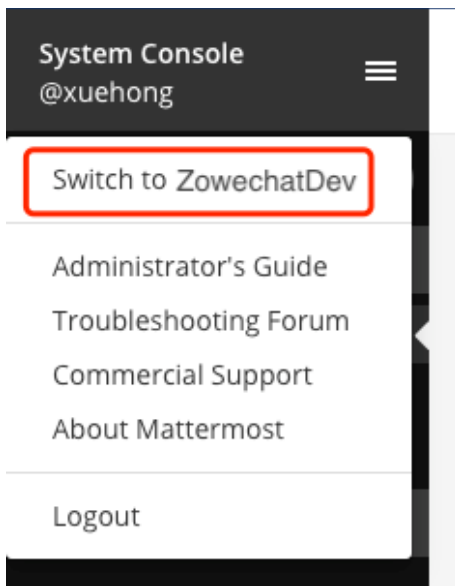 System Console
@xuehong
Switch to ZowechatDev
Administrator's Guide
Troubleshooting Forum
Commercial Support
About Mattermost
Logout